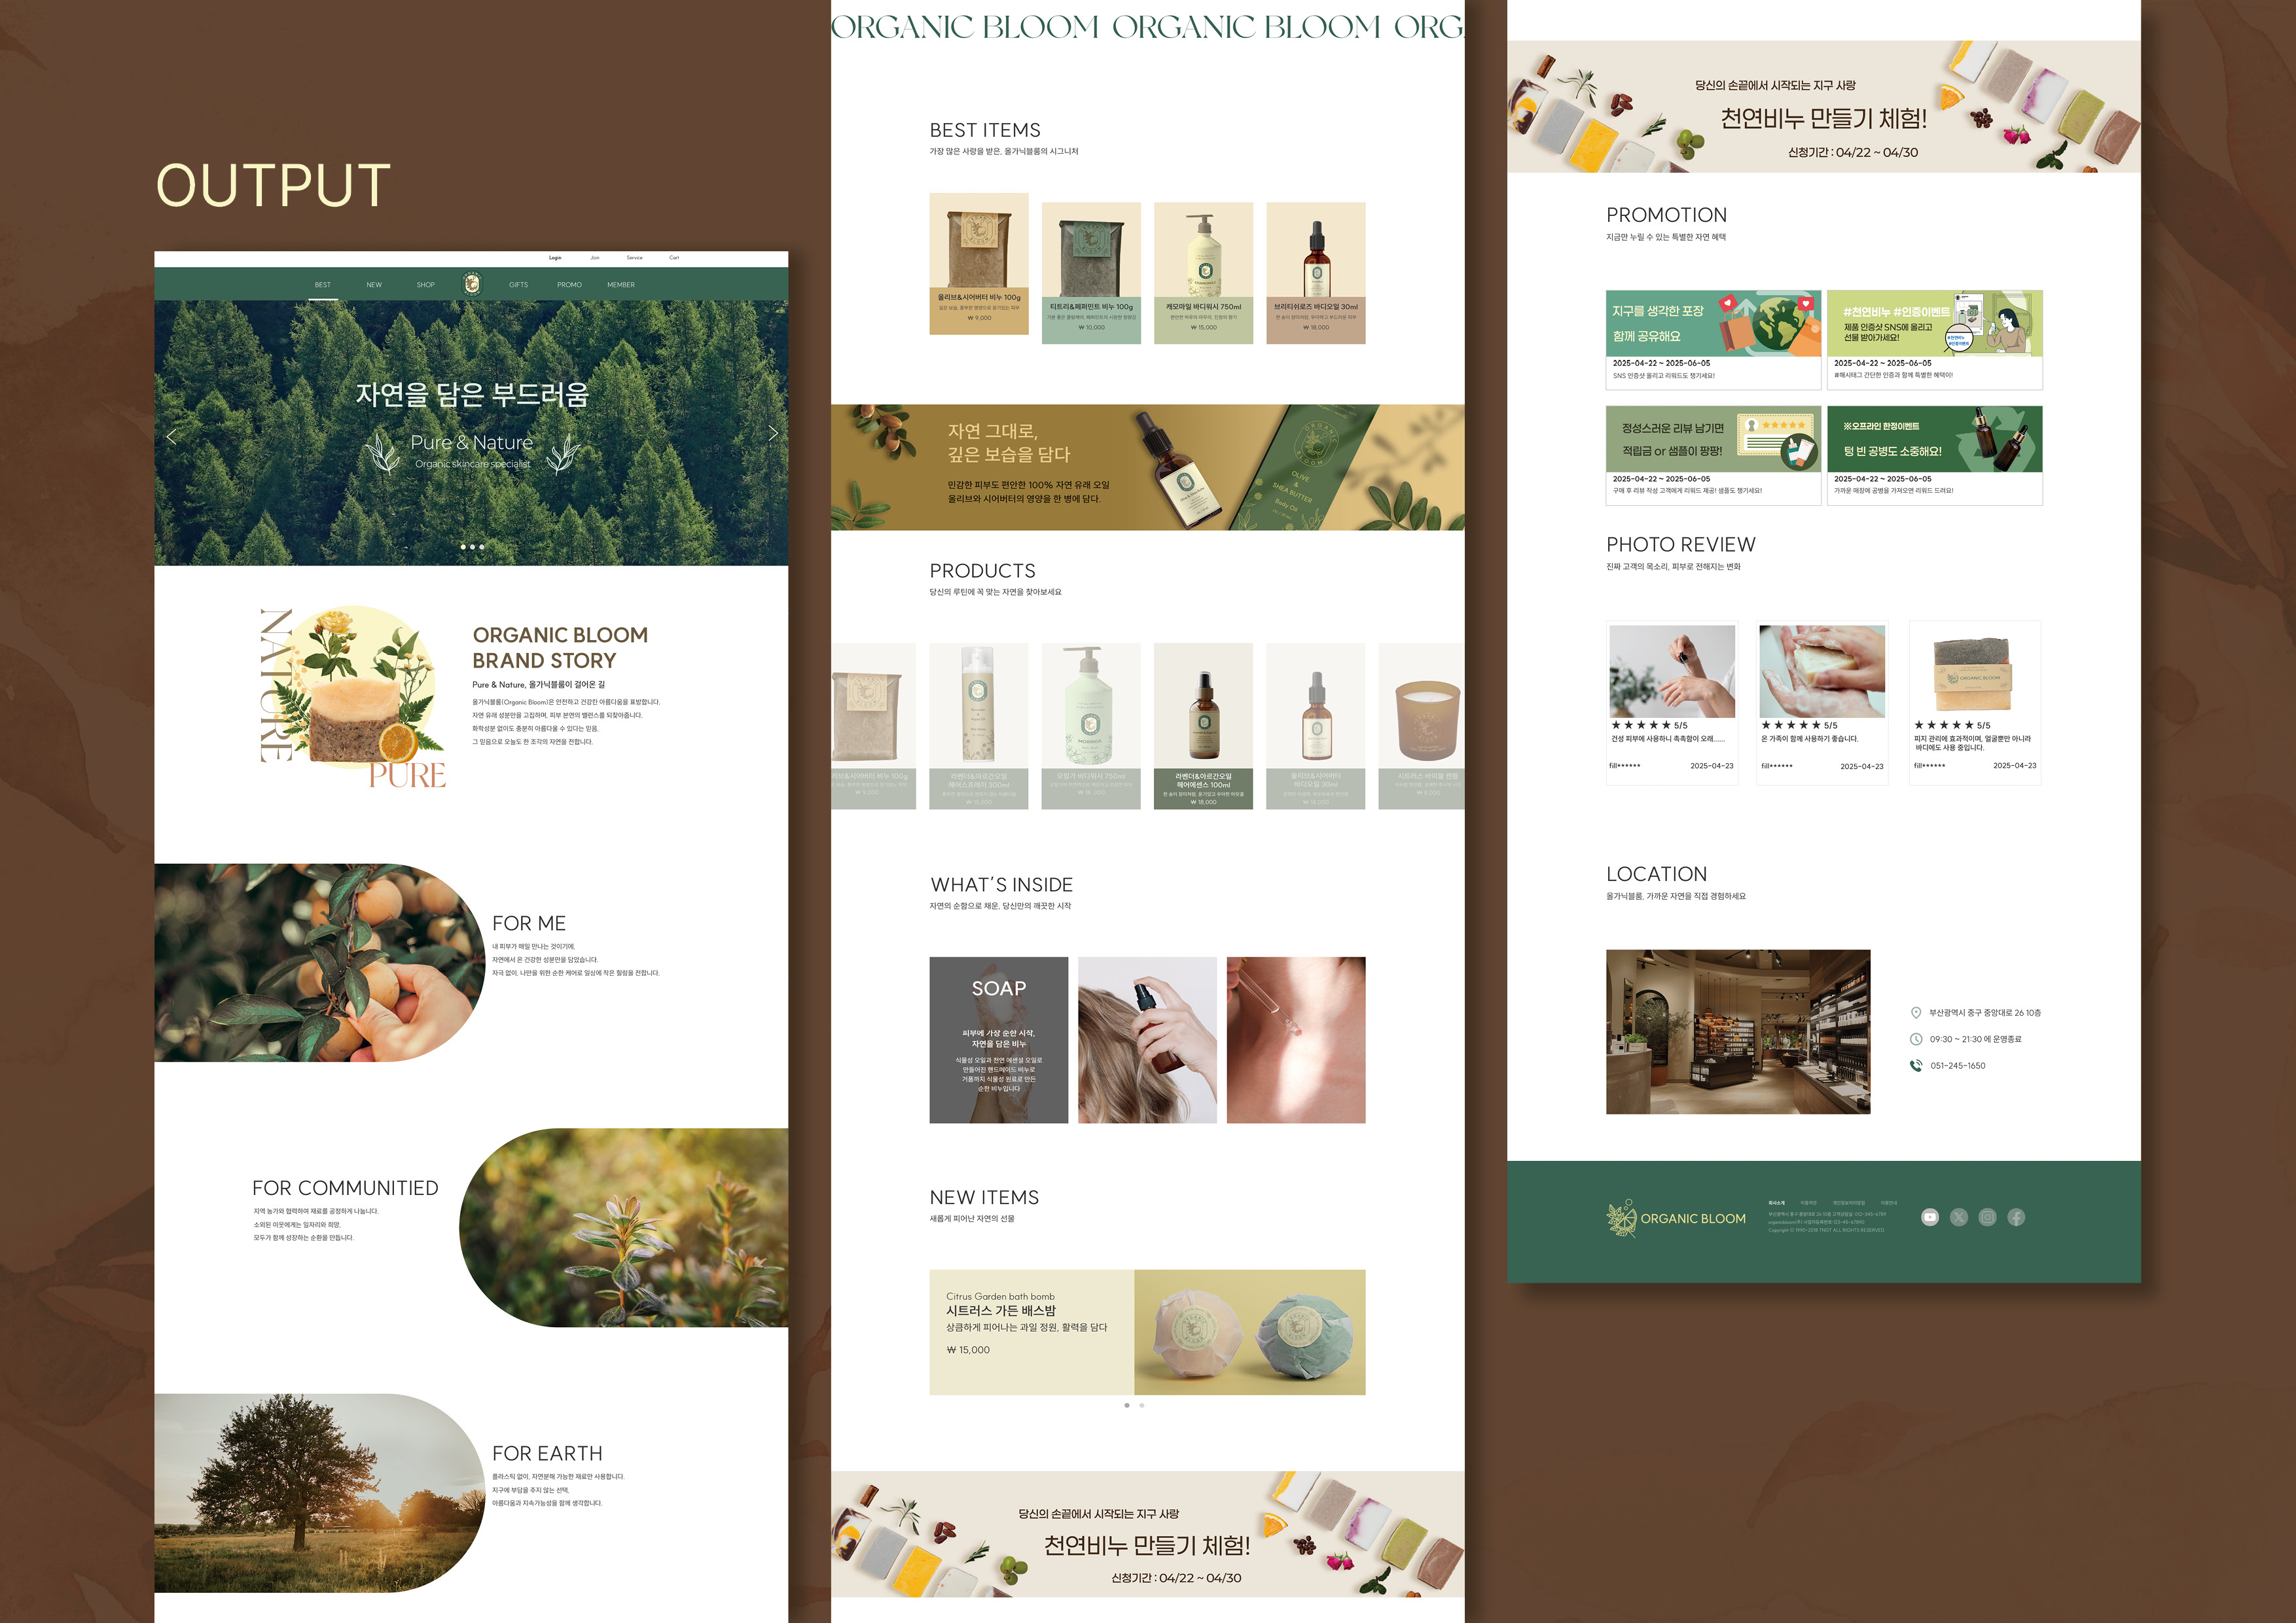 OUTPUT
Login Join Service Cart
BEST NEW SHOP GIFTS PROMO MEMBER
자연을 담은 부드러움
Pure & Nature
Organic skincare specialist
NATURE
PURE
ORGANIC BLOOM
BRAND STORY
Pure & Nature, 올가닉블룸이 걸어온 길
올가닉블룸(Organic Bloom)은 안전하고 건강한 아름다움을 표방합니다.
자연 유래 성분만을 고집하며, 피부 본연의 밸런스를 되찾아줍니다.
화학성분 없이도 충분히 아름다울 수 있다는 믿음,
그 믿음으로 오늘도 한 조각의 자연을 전합니다.
FOR ME
내 피부가 매일 만나는 것이기에,
자연에서 온 건강한 성분만을 담았습니다.
자극 없이, 나만을 위한 순한 케어로 일상에 작은 힐링을 전합니다.
FOR COMMUNITIED
지역 농가와 협력하여 재료를 공정하게 나눕니다.
소외된 이웃에게는 일자리와 희망,
모두가 함께 성장하는 순환을 만듭니다.
FOR EARTH
플라스틱 없이, 자연분해 가능한 재료만 사용합니다.
지구에 부담을 주지 않는 선택,
아름다움과 지속가능성을 함께 생각합니다.
ORGANIC BLOOM ORGANIC BLOOM ORG
BEST ITEMS
가장 많은 사랑을 받은, 올가닉블룸의 시그니처
올리브&시어버터 비누 100g
₩ 9,000
티트리&페퍼민트 비누 100g
₩ 10,000
캐모마일 바디워시 750ml
₩ 15,000
브리티쉬로즈 바디오일 30ml
₩ 18,000
자연 그대로,
깊은 보습을 담다
민감한 피부도 편안한 100% 자연 유래 오일
올리브와 시어버터의 영양을 한 병에 담다.
ORGANIC BLOOM
OLIVE
&
SHEA BUTTER
Body Oil
PRODUCTS
당신의 루틴에 꼭 맞는 자연을 찾아보세요
리브&시어버터 비누 100g
₩ 9,000
라벤더&아르간오일
헤어스프레이 300ml
₩ 15,000
모링가 바디워시 750ml
라벤더&아르간오일
헤어에센스 100ml
₩ 18,000
올리브&시어버터
바디오일 30ml
₩ 18,000
WHAT'S INSIDE
자연의 순함으로 채운, 당신만의 깨끗한 시작
SOAP
피부에 가장 순한 시작,
자연을 담은 비누
식물성 오일과 천연 에센셜 오일로
만들어진 핸드메이드 비누로
거품까지 식물성 원료로 만든
순한 비누입니다
NEW ITEMS
새롭게 피어난 자연의 선물
Citrus Garden bath bomb
시트러스 가든 배스밤
상큼하게 피어나는 과일 정원, 활력을 담다
₩ 15,000
당신의 손끝에서 시작되는 지구 사랑
천연비누 만들기 체험!
신청기간 : 04/22 ~ 04/30
당신의 손끝에서 시작되는 지구 사랑
천연비누 만들기 체험!
신청기간 : 04/22 ~ 04/30
PROMOTION
지금만 누릴 수 있는 특별한 자연 혜택
지구를 생각한 포장
함께 공유해요
2025-04-22 ~ 2025-06-05
SNS 인증샷 올리고 리워드도 챙기세요!
#천연비누 #인증이벤트
제품 인증샷 SNS에 올리고
선물 받아가세요!
#천연비누
#인증이벤트
2025-04-22 ~ 2025-06-05
#해시태그 간단한 인증과 함께 특별한 혜택이!
정성스러운 리뷰 남기면
적립금 or 샘플이 팡팡!
2025-04-22 ~ 2025-06-05
구매 후 리뷰 작성 고객에게 리워드 제공! 샘플도 챙기세요!
※오프라인 한정이벤트
텅 빈 공병도 소중해요!
2025-04-22 ~ 2025-06-05
가까운 매장에 공병을 가져오면 리워드 드려요!
PHOTO REVIEW
진짜 고객의 목소리, 피부로 전해지는 변화
★ ★ ★ ★ ★ 5/5
건성 피부에 사용하니 촉촉함이 오래......
fill****** 2025-04-23
★ ★ ★ ★ ★ 5/5
온 가족이 함께 사용하기 좋습니다.
fill****** 2025-04-23
ORGANIC BLOOM
★ ★ ★ ★ ★ 5/5
피지 관리에 효과적이며, 얼굴뿐만 아니라
바디에도 사용 중입니다.
fill****** 2025-04-23
LOCATION
올가닉블룸, 가까운 자연을 직접 경험하세요
부산광역시 중구 중앙대로 26 10층
09:30 ~ 21:30 에 운영종료
051-245-1650
ORGANIC BLOOM
회사소개 이용약관 개인정보처리방침 이용안내